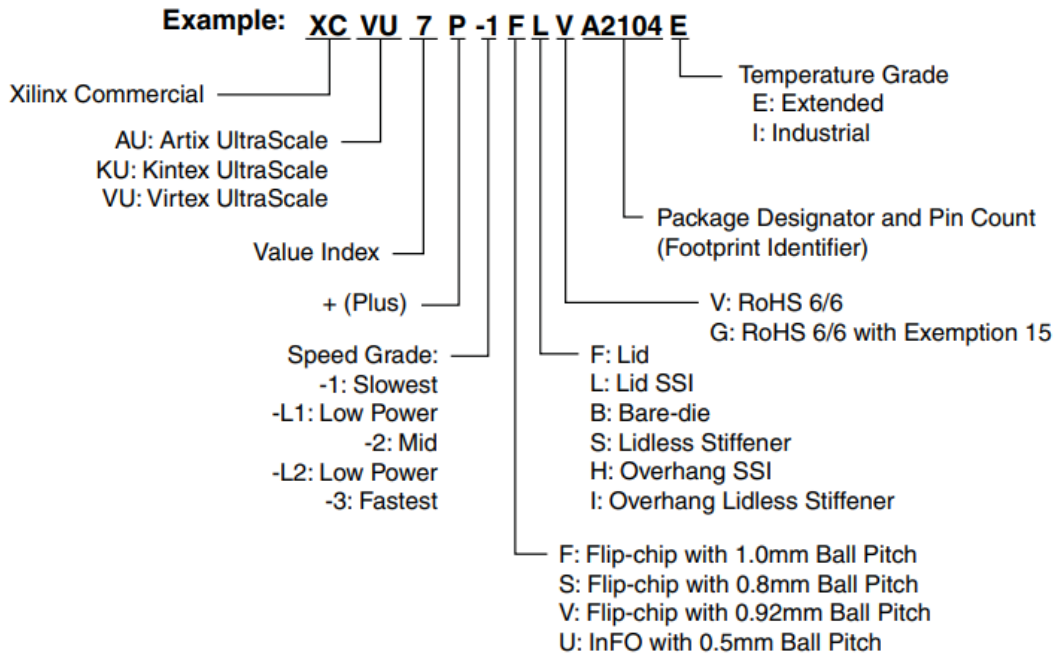 Example: XC VU 7 P -1 F L V A2104 E
Xilinx Commercial
AU: Artix UltraScale
KU: Kintex UltraScale
VU: Virtex UltraScale
Value Index
+ (Plus)
Speed Grade:
-1: Slowest
-L1: Low Power
-2: Mid
-L2: Low Power
-3: Fastest
Temperature Grade
E: Extended
I: Industrial
Package Designator and Pin Count
(Footprint Identifier)
V: RoHS 6/6
G: RoHS 6/6 with Exemption 15
F: Lid
L: Lid SSI
B: Bare-die
S: Lidless Stiffener
H: Overhang SSI
I: Overhang Lidless Stiffener
F: Flip-chip with 1.0mm Ball Pitch
S: Flip-chip with 0.8mm Ball Pitch
V: Flip-chip with 0.92mm Ball Pitch
U: InFO with 0.5mm Ball Pitch